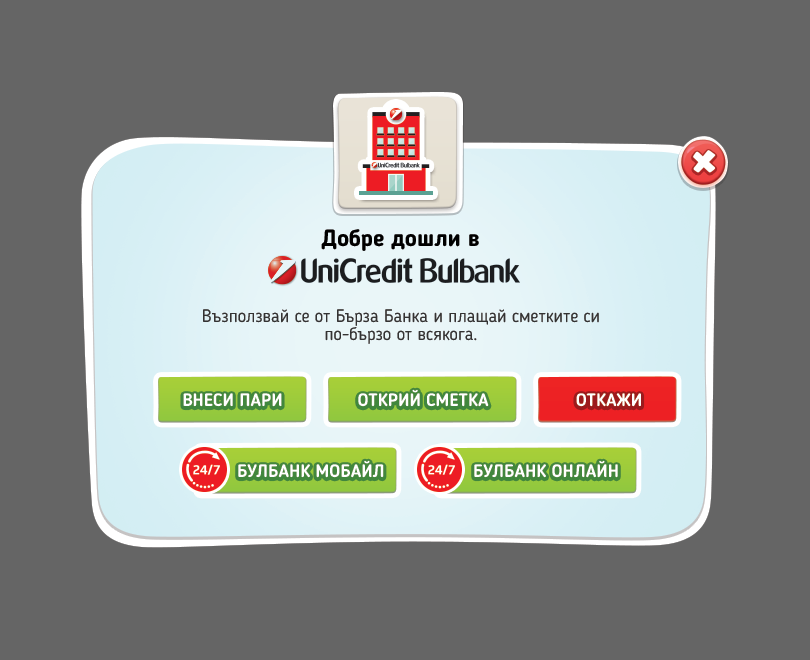 UniCredit Bulbank
Добре дошли в
UniCredit Bulbank
Възползвай се от Бърза Банка и плащай сметките си
по-бързо от всякога.
ВНЕСИ ПАРИ
ОТКРИЙ СМЕТКА
ОТКАЖИ
24/7 БУЛБАНК МОБАЙЛ
24/7 БУЛБАНК ОНЛАЙН